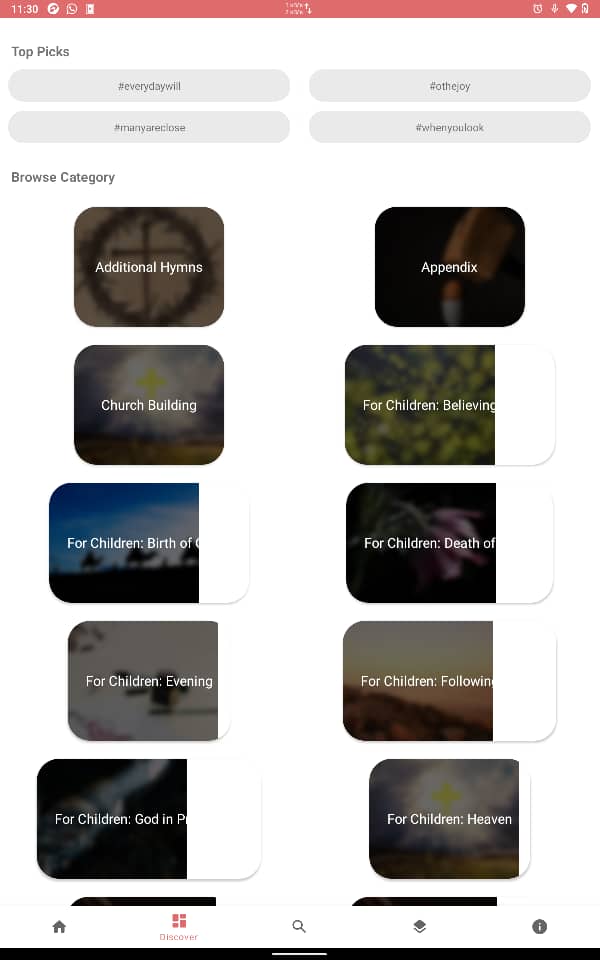 11:30
Top Picks
#everydaywill
#othejoy
#manyareclose
#whenyoulook
Browse Category
Additional Hymns
Appendix
Church Building
For Children: Believing
For Children: Birth of
For Children: Death of
For Children: Evening
For Children: Following
For Children: God in
For Children: Heaven
Discover